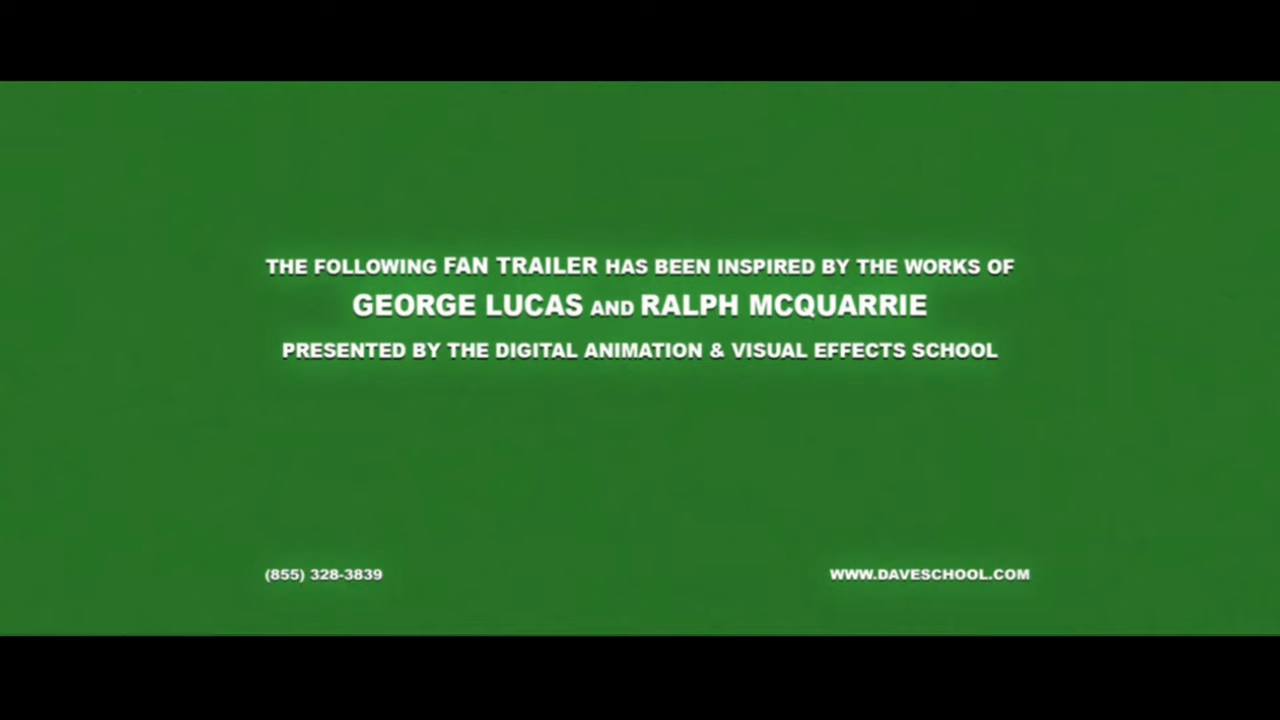 THE FOLLOWING FAN TRAILER HAS BEEN INSPIRED BY THE WORKS OF
GEORGE LUCAS AND RALPH MCQUARRIE
PRESENTED BY THE DIGITAL ANIMATION & VISUAL EFFECTS SCHOOL
(855) 328-3839
WWW.DAVESCHOOL.COM